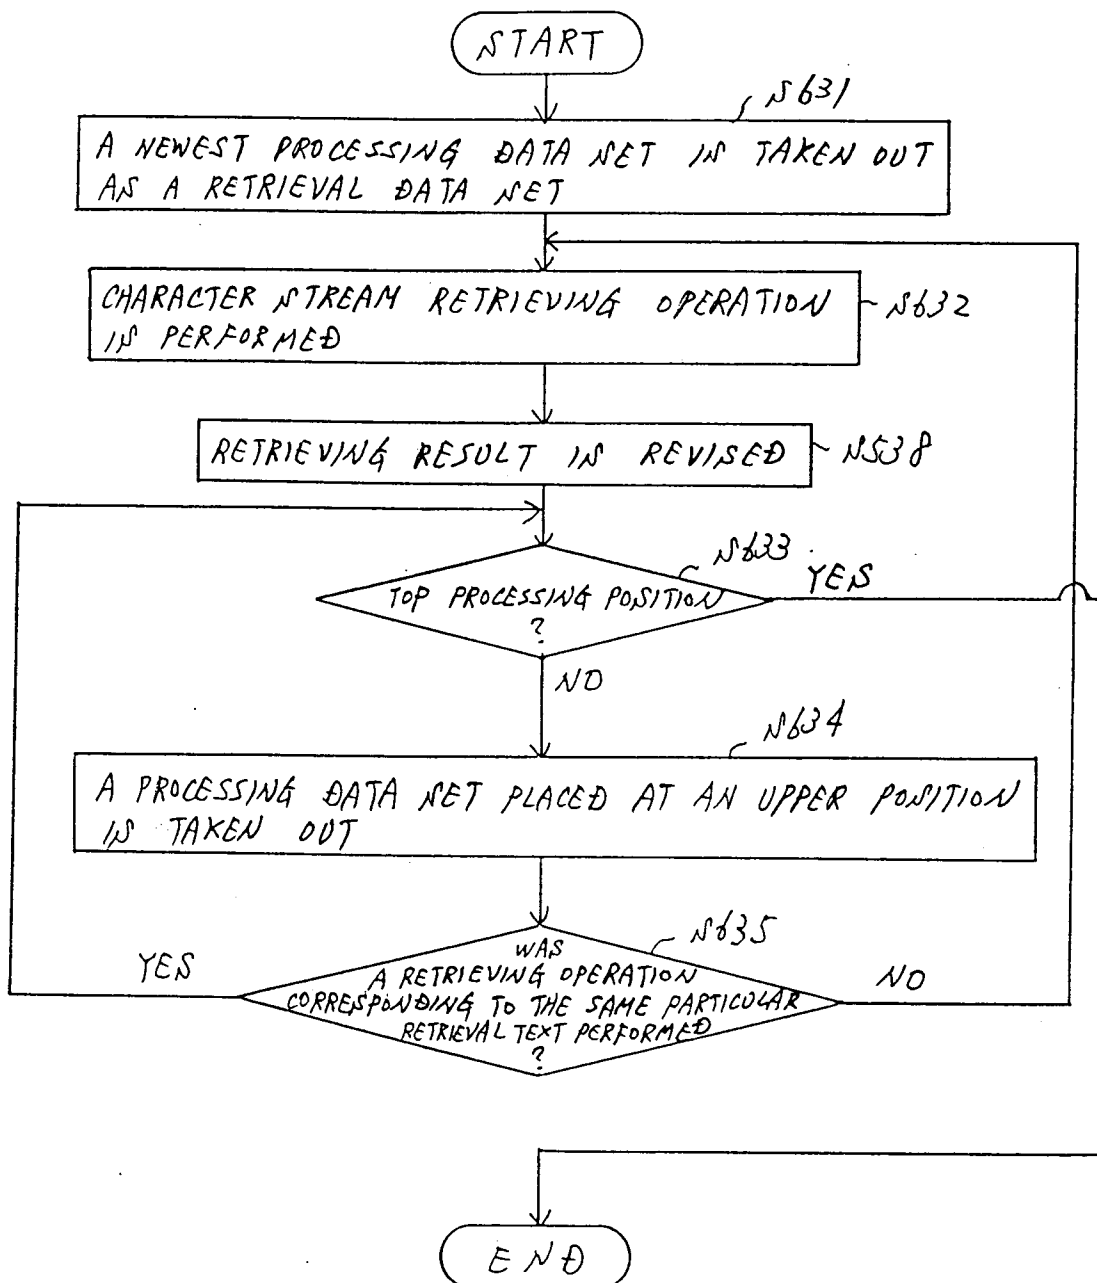 START
S631
A NEWEST PROCESSING DATA SET IS TAKEN OUT
AS A RETRIEVAL DATA SET
CHARACTER STREAM RETRIEVING OPERATION
IS PERFORMED
S632
RETRIEVING RESULT IS REVISED
S538
S633
YES
TOP PROCESSING POSITION
?
NO
S634
A PROCESSING DATA SET PLACED AT AN UPPER POSITION
IS TAKEN OUT
S635
YES
WAS
A RETRIEVING OPERATION
CORRESPONDING TO THE SAME PARTICULAR
RETRIEVAL TEXT PERFORMED
?
NO
END